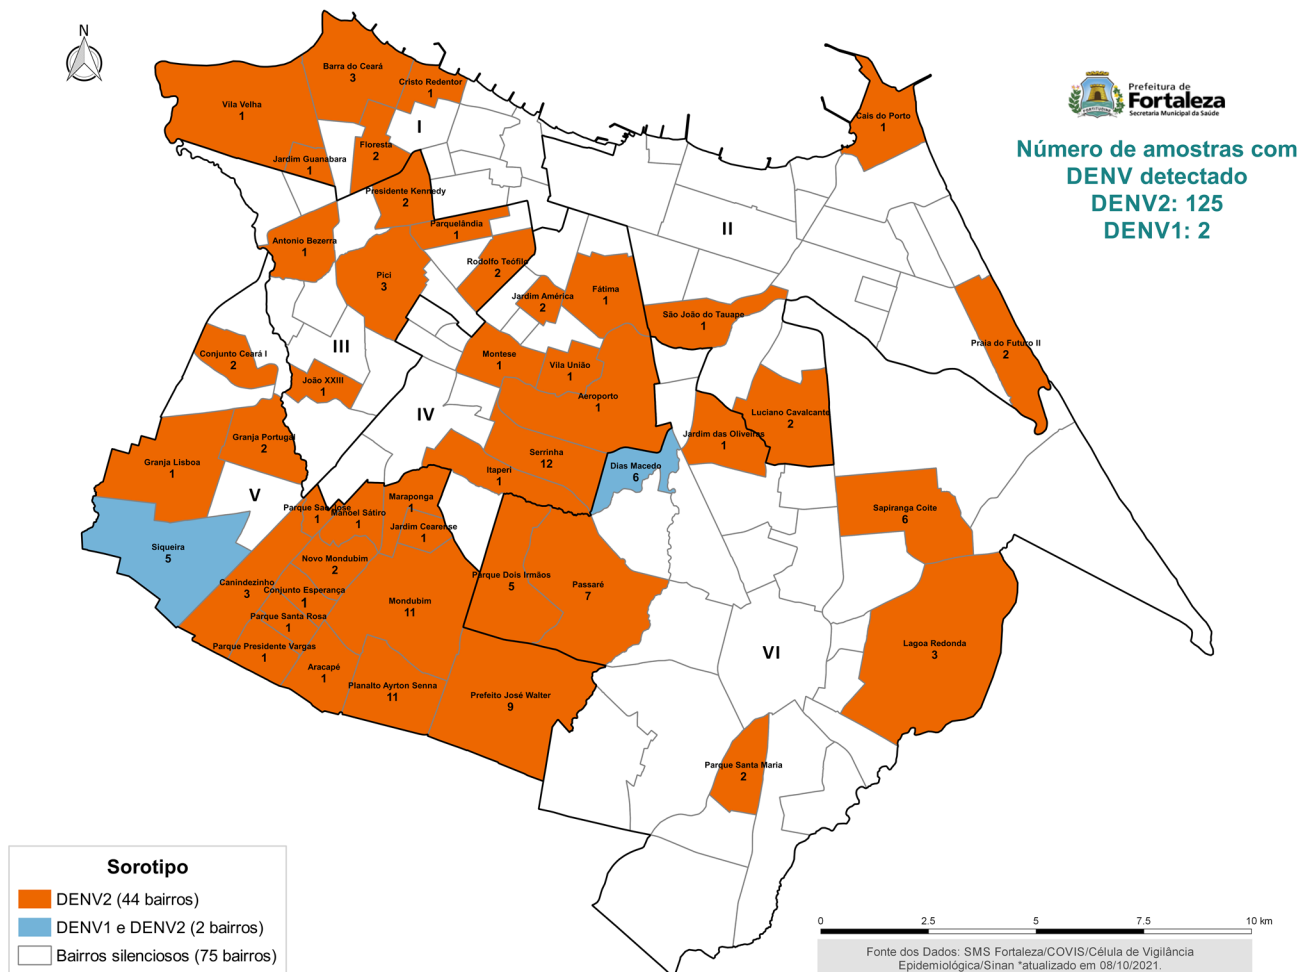 N
Prefeitura de
Fortaleza
Secretaria Municipal da Saúde
FORTITUDINE
Número de amostras com
DENV detectado
DENV2: 125
DENV1: 2
Barra do Ceará
3
Cristo Redentor
1
Vila Velha
1
I
Floresta
2
Jardim Guanabara
1
Cais do Porto
1
Presidente Kennedy
2
Parquelândia
1
II
Antonio Bezerra
1
Pici
3
Rodolfo Teófilo
2
Jardim América
2
Fátima
1
São João do Tauape
1
Praia do Futuro II
2
Conjunto Ceará I
2
III
João XXIII
1
Montese
1
Vila União
1
Aeroporto
1
IV
Luciano Cavalcante
2
Jardim das Oliveiras
1
Granja Portugal
2
Granja Lisboa
1
Serrinha
12
Itaperi
1
Dias Macedo
6
V
Parque São José
1
Manoel Sátiro
1
Maraponga
1
Jardim Cearense
1
Sapiranga Coite
6
Siqueira
5
Novo Mondubim
2
Canindezinho
3
Conjunto Esperança
1
Parque Dois Irmãos
5
Passaré
7
Mondubim
11
Parque Santa Rosa
1
Parque Presidente Vargas
1
Aracapé
1
Planalto Ayrton Senna
11
Prefeito José Walter
9
VI
Lagoa Redonda
3
Parque Santa Maria
2
Sorotipo
DENV2 (44 bairros)
DENV1 e DENV2 (2 bairros)
Bairros silenciosos (75 bairros)
0 2.5 5 7.5 10 km
Fonte dos Dados: SMS Fortaleza/COVIS/Célula de Vigilância
Epidemiológica/Sinan *atualizado em 08/10/2021.